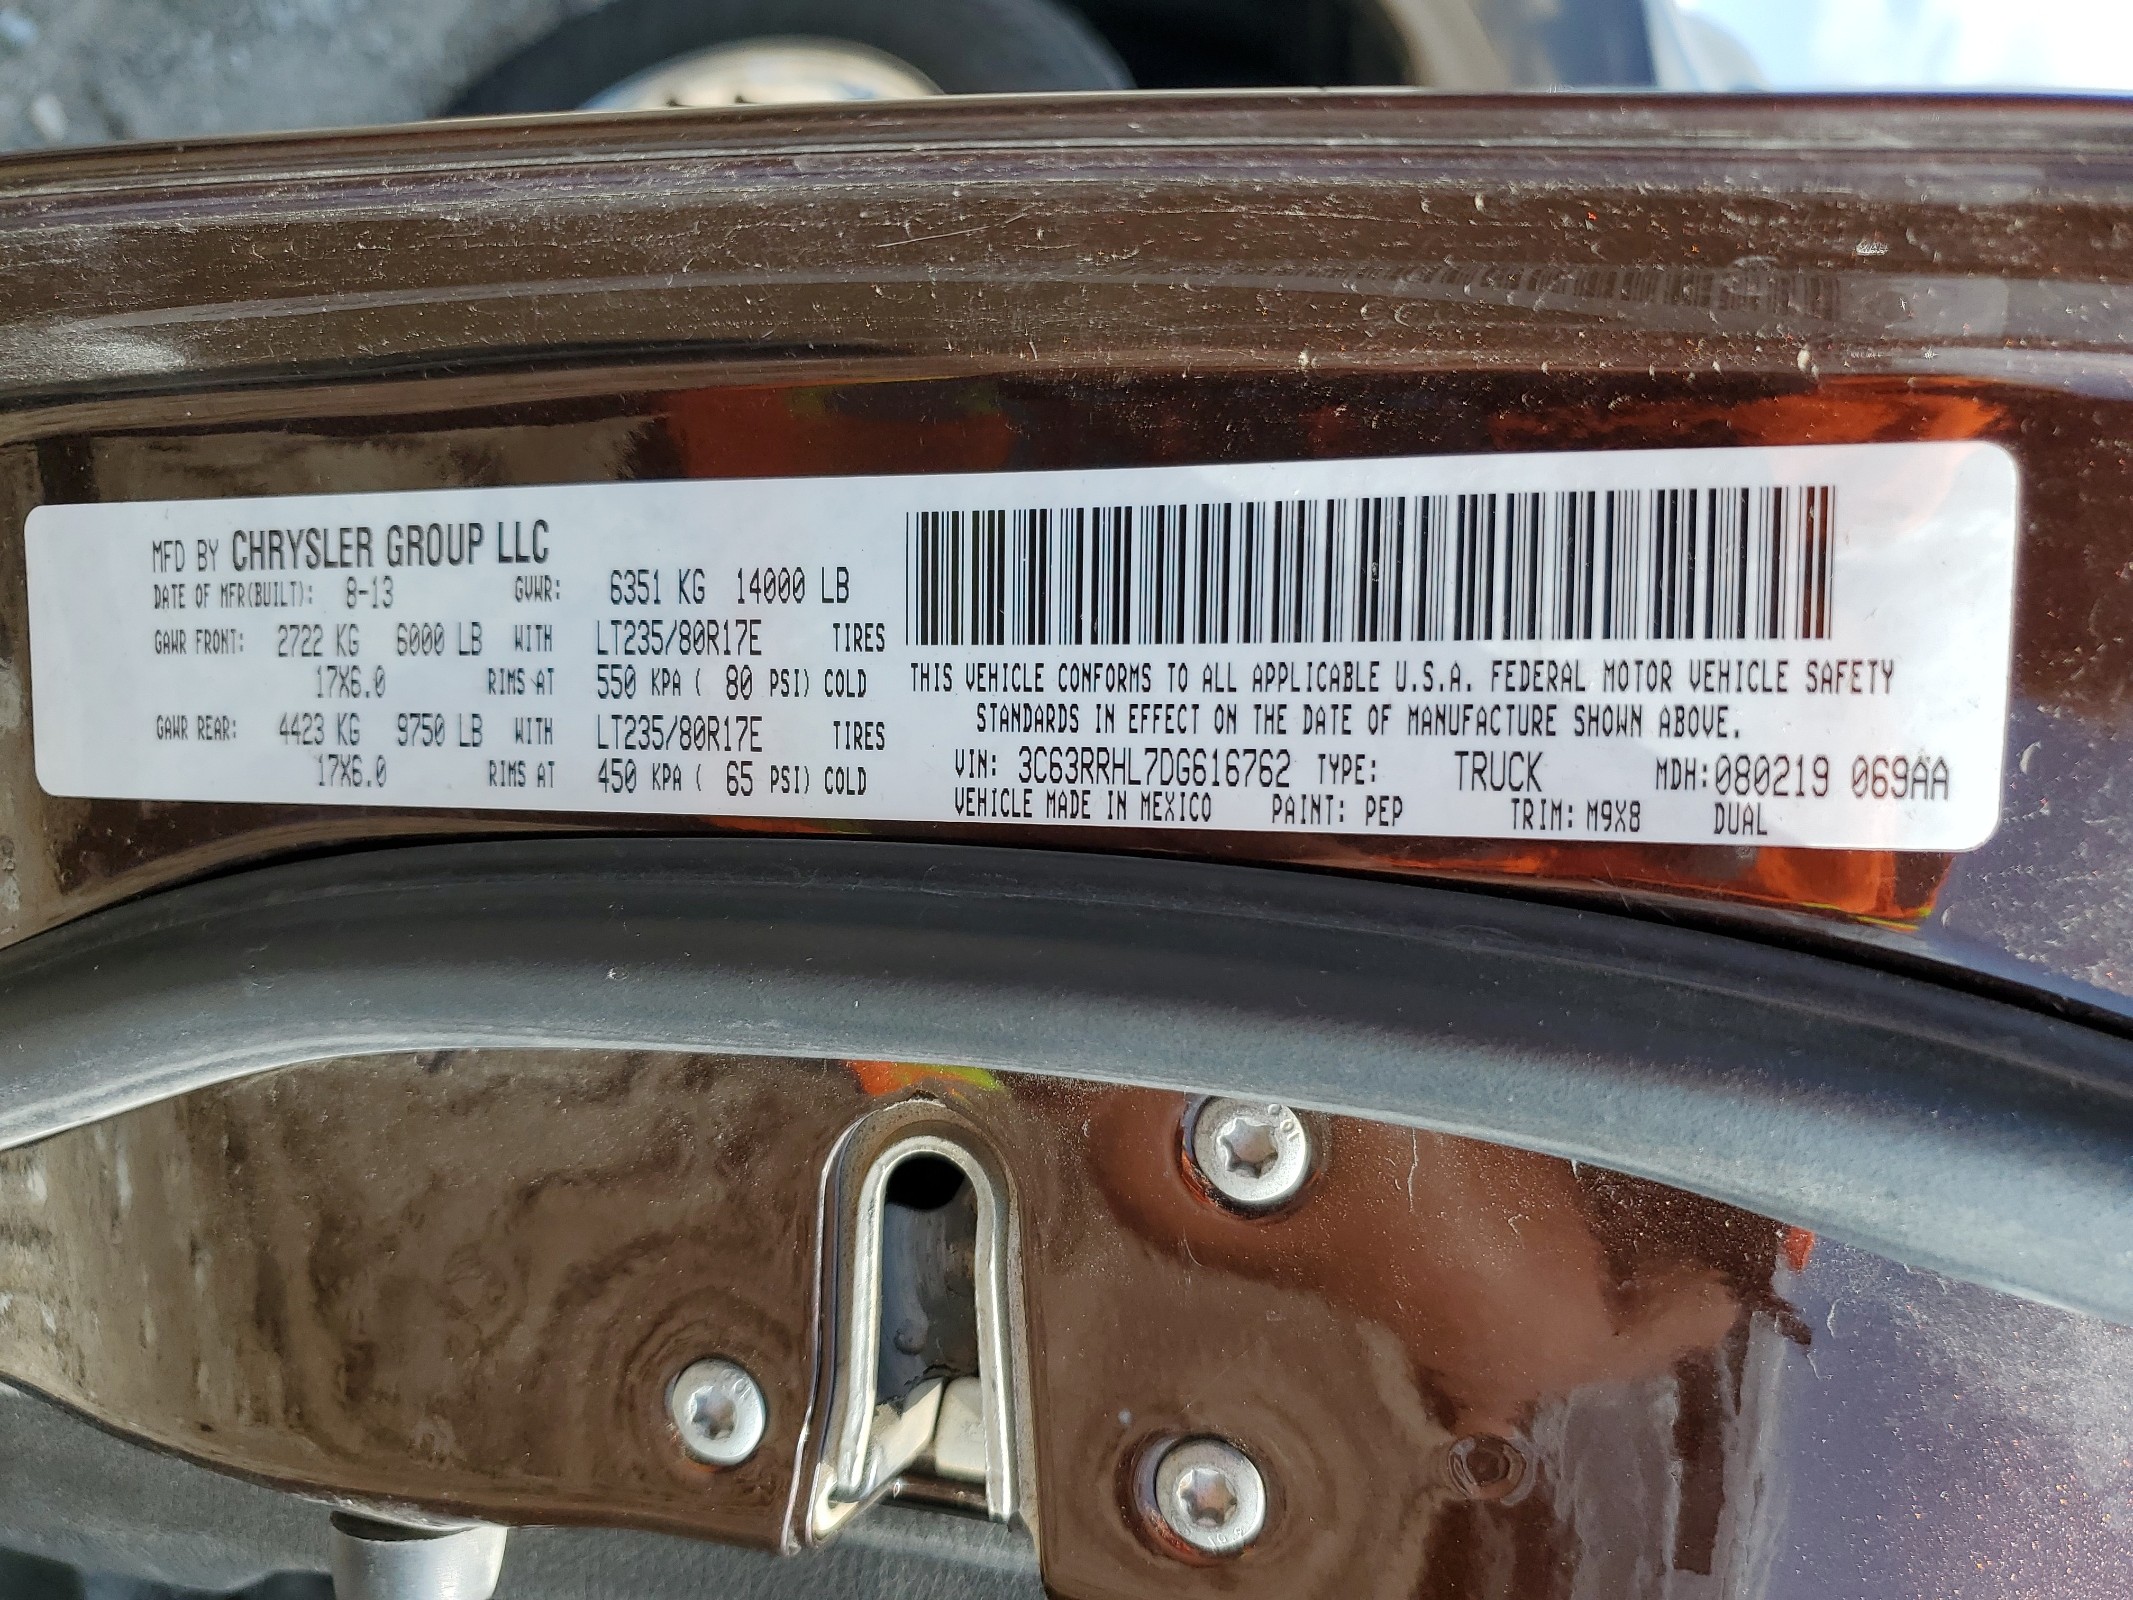 MFD BY CHRYSLER GROUP LLC
DATE OF MFR(BUILT): 8-13 GVWR: 6351 KG 14000 LB
GAWR FRONT: 2722 KG 6000 LB WITH LT235/80R17E TIRES
17X6.0 RIMS AT 550 KPA ( 80 PSI) COLD
GAWR REAR: 4423 KG 9750 LB WITH LT235/80R17E TIRES
17X6.0 RIMS AT 450 KPA ( 65 PSI) COLD
THIS VEHICLE CONFORMS TO ALL APPLICABLE U.S.A. FEDERAL MOTOR VEHICLE SAFETY
STANDARDS IN EFFECT ON THE DATE OF MANUFACTURE SHOWN ABOVE.
VIN: 3C63RRHL7DG616762 TYPE: TRUCK MDH:080219 069AA
VEHICLE MADE IN MEXICO PAINT: PEP TRIM: M9X8 DUAL